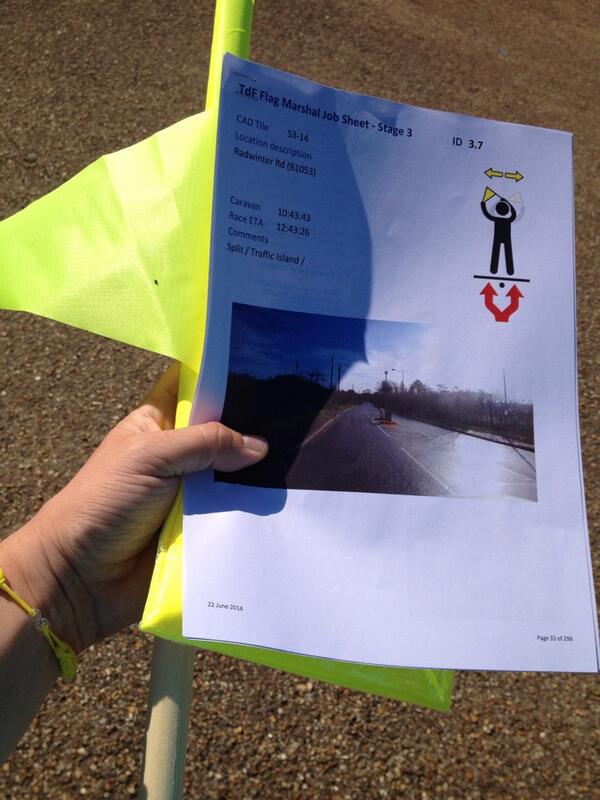 TdF Flag Marshal Job Sheet - Stage 3
ID 3.7
CAD Tile S3-14
Location description
Radwinter Rd (B1053)
Caravan 10:43:43
Race ETA 12:43:26
Comments
Split / Traffic Island /
22 June 2014
Page 33 of 298